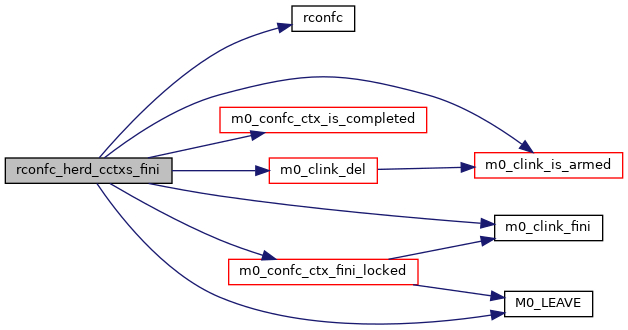 rconfc
m0_confc_ctx_is_completed
rconfc_herd_cctxs_fini
m0_clink_del
m0_clink_is_armed
m0_clink_fini
m0_confc_ctx_fini_locked
M0_LEAVE